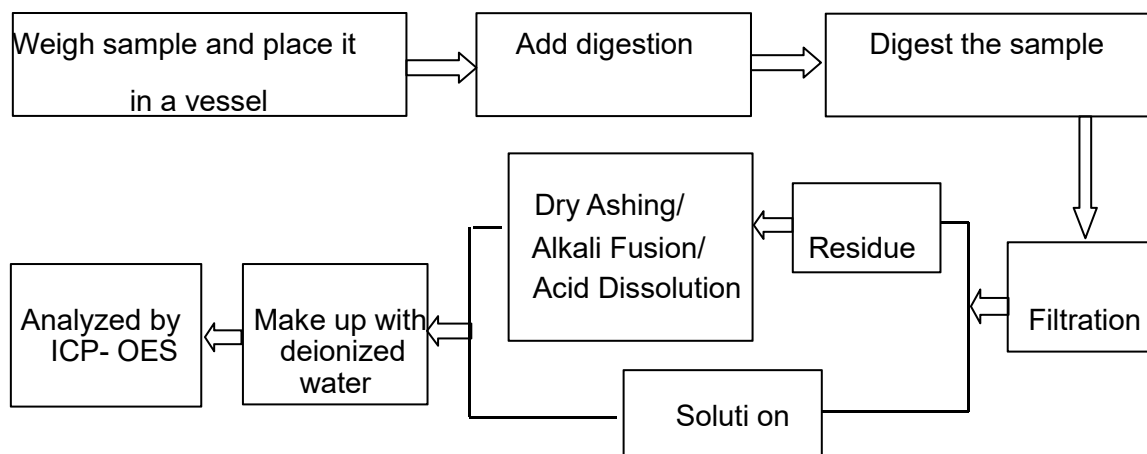 Weigh sample and place it
in a vessel
Add digestion
Digest the sample
Dry Ashing/
Alkali Fusion/
Acid Dissolution
Residue
Filtration
Analyzed by
ICP- OES
Make up with
deionized
water
Soluti on